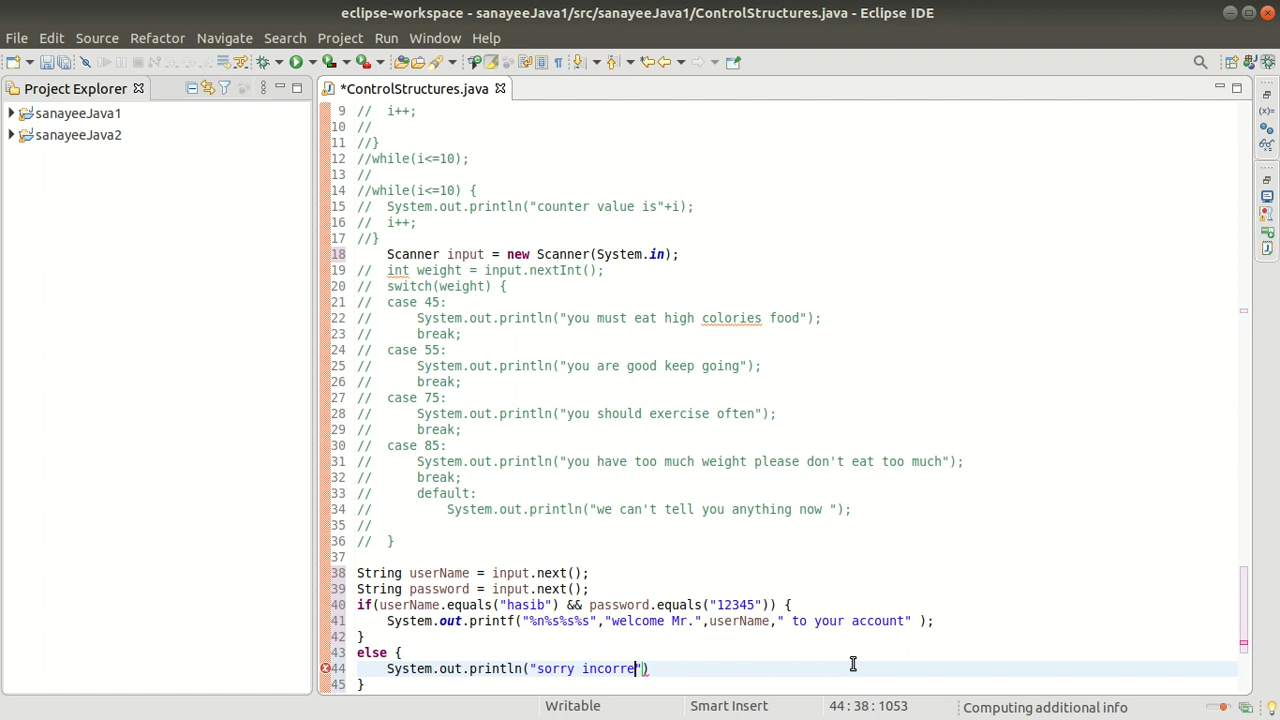 eclipse-workspace - sanayeeJava1/src/sanayeeJava1/ControlStructures.java - Eclipse IDE
File Edit Source Refactor Navigate Search Project Run Window Help
Project Explorer
*ControlStructures.java
sanayeeJava1
sanayeeJava2
9 // i++;
10 //
11 //}
12 //while(i<=10);
13 //
14 //while(i<=10) {
15 // System.out.println("counter value is"+i);
16 // i++;
17 //}
18 Scanner input = new Scanner(System.in);
19 // int weight = input.nextInt();
20 // switch(weight) {
21 // case 45:
22 // System.out.println("you must eat high colories food");
23 // break;
24 // case 55:
25 // System.out.println("you are good keep going");
26 // break;
27 // case 75:
28 // System.out.println("you should exercise often");
29 // break;
30 // case 85:
31 // System.out.println("you have too much weight please don't eat too much");
32 // break;
33 // default:
34 // System.out.println("we can't tell you anything now ");
35 //
36 // }
37
38 String userName = input.next();
39 String password = input.next();
40 if(userName.equals("hasib") && password.equals("12345")) {
41 System.out.printf("%n%s%s%s","welcome Mr.",userName," to your account" );
42 }
43 else {
44 System.out.println("sorry incorre")
45 }
Writable Smart Insert 44 : 38 : 1053 Computing additional info